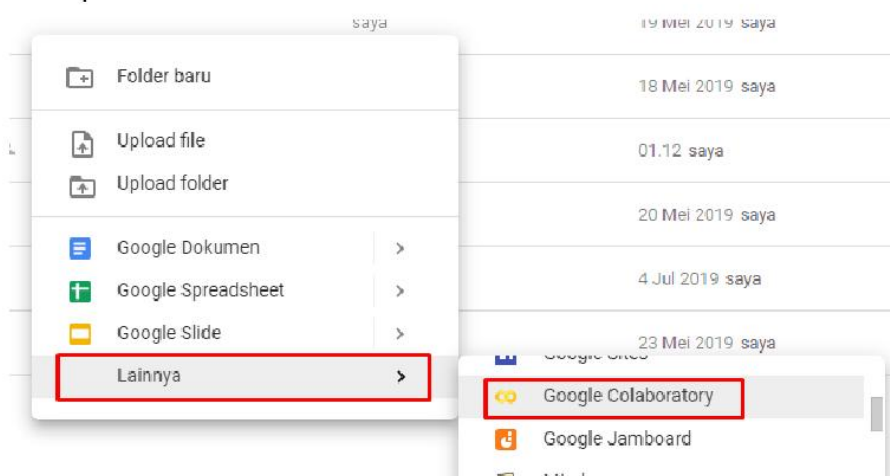 saya
19 Mei 2019 saya
Folder baru
18 Mei 2019 saya
Upload file
01.12 saya
Upload folder
20 Mei 2019 saya
Google Dokumen
Google Spreadsheet
4 Jul 2019 saya
Google Slide
23 Mei 2019 saya
Lainnya
Google Sites
Google Colaboratory
Google Jamboard